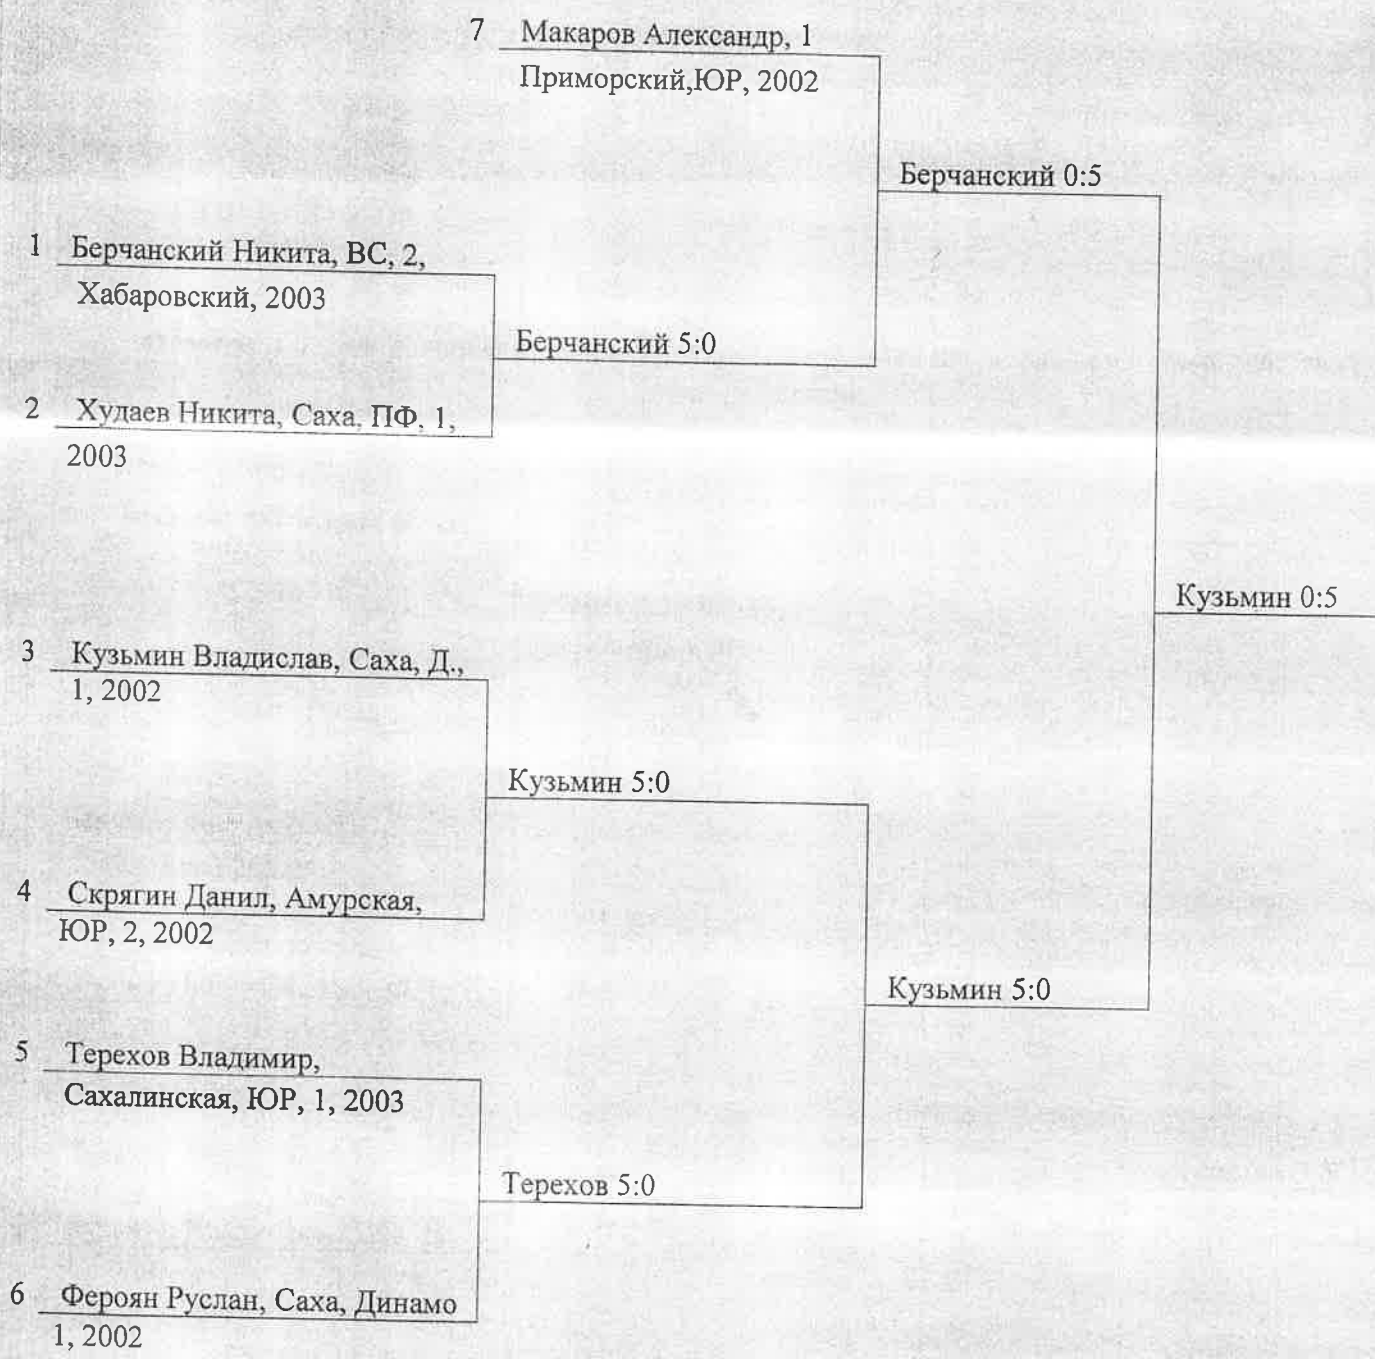 7 Макаров Александр, 1
Приморский,ЮР, 2002
Берчанский 0:5
1 Берчанский Никита, ВС, 2,
Хабаровский, 2003
Берчанский 5:0
2 Худаев Никита, Саха, ПФ, 1,
2003
Кузьмин 0:5
3 Кузьмин Владислав, Саха, Д.,
1, 2002
Кузьмин 5:0
4 Скрягин Данил, Амурская,
ЮР, 2, 2002
Кузьмин 5:0
5 Терехов Владимир,
Сахалинская, ЮР, 1, 2003
Терехов 5:0
6 Фероян Руслан, Саха, Динамо
1, 2002